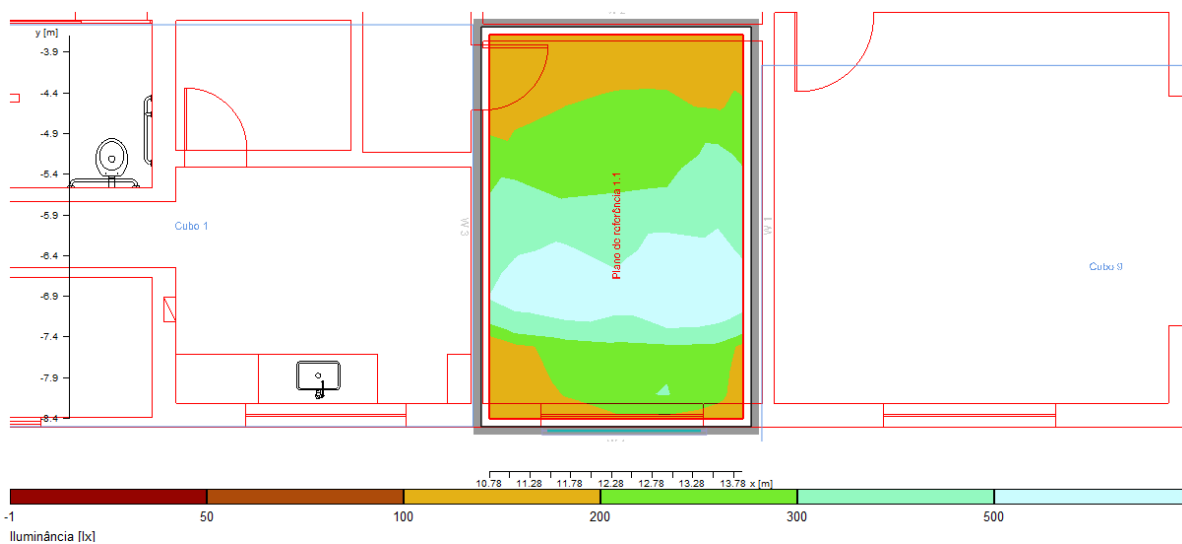 y [m]
-3.9
-4.4
-4.9
-5.4
-5.9
-6.4
-6.9
-7.4
-7.9
-8.4
Cubo 1
W 3
Plano de referência 1.1
W 1
Cubo 9
10.78 11.28 11.78 12.28 12.78 13.28 13.78 x [m]
-1 50 100 200 300 500
Iluminância [lx]